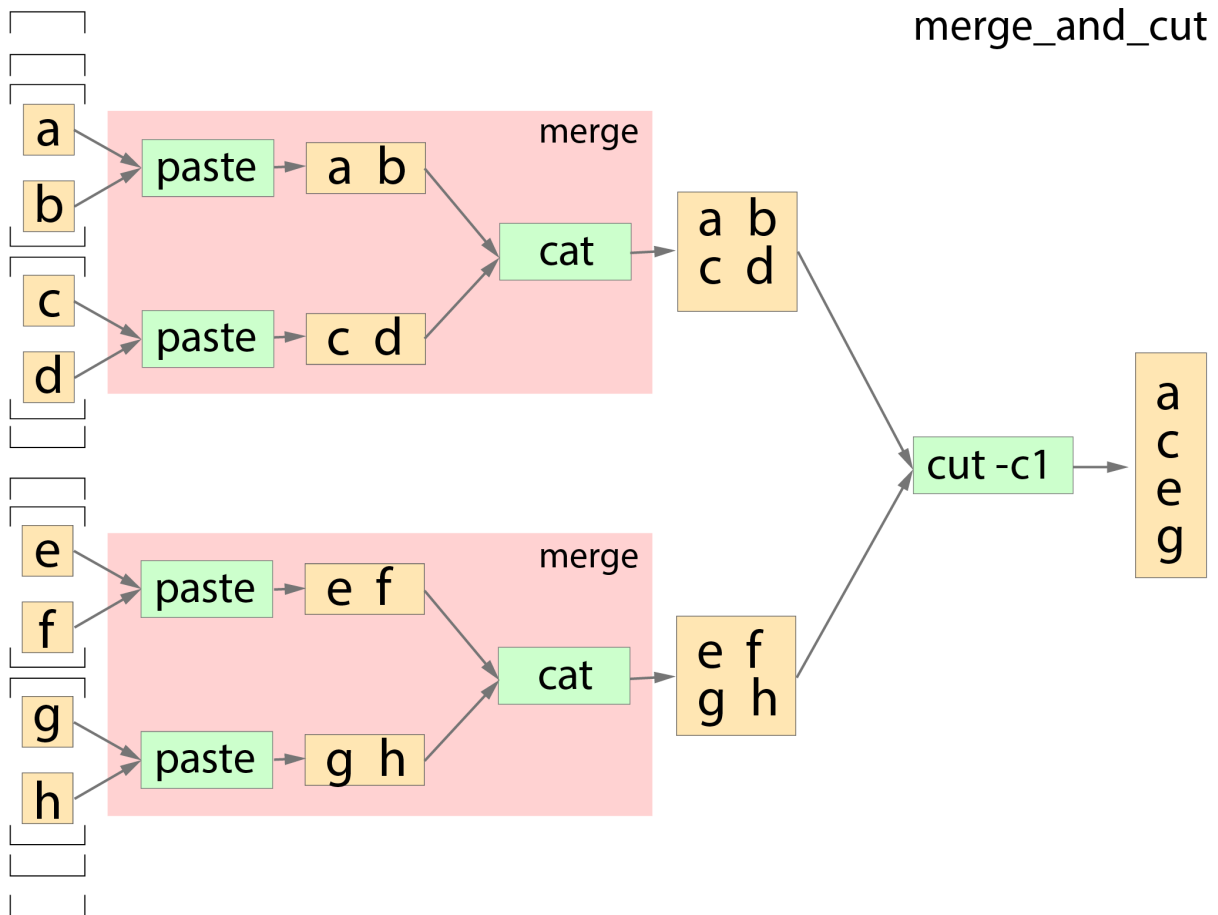 merge_and_cut
a
b
c
d
merge
paste
a b
paste
c d
cat
a b
c d
e
f
g
h
merge
paste
e f
paste
g h
cat
e f
g h
cut -c1
a
c
e
g